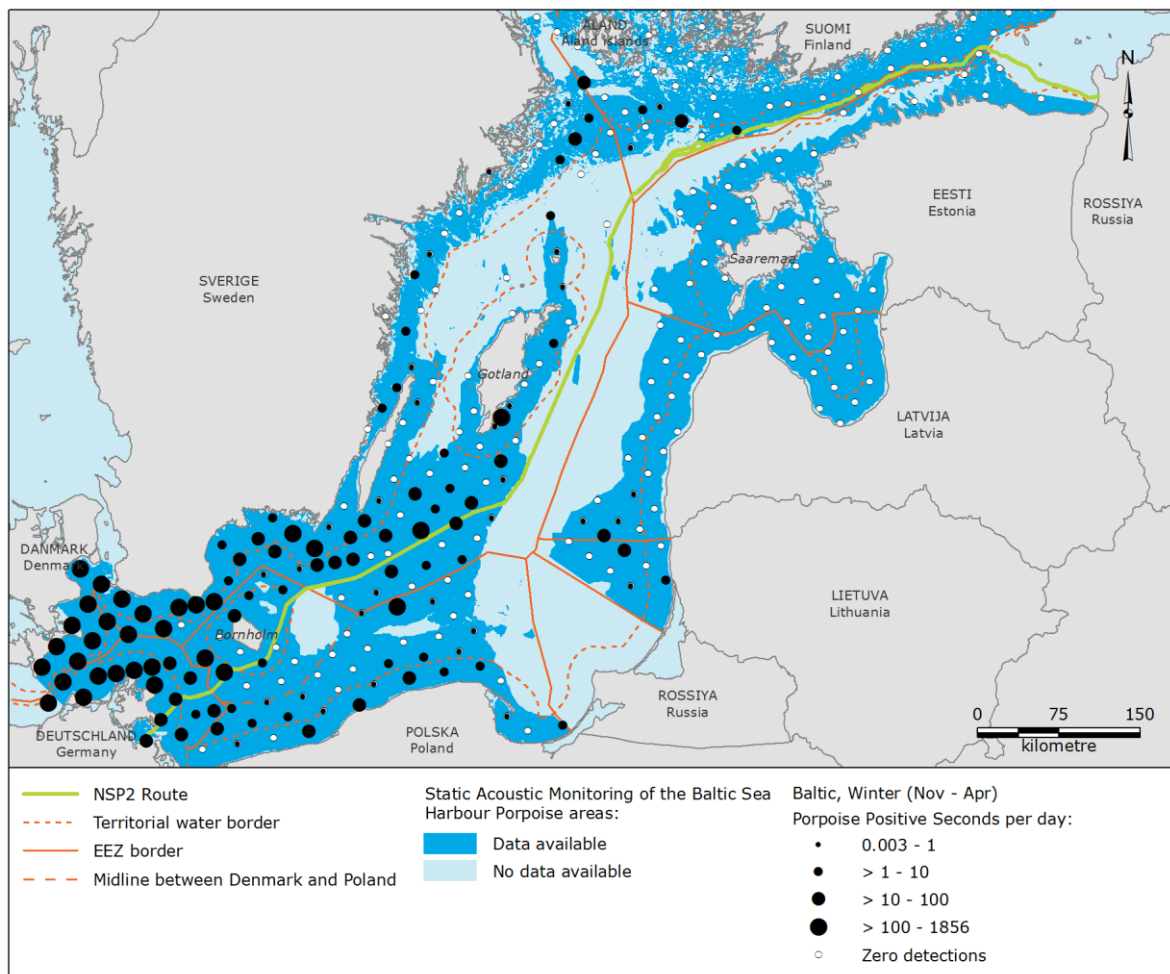 ÅLAND
Åland Islands
SUOMI
Finland
N
EESTI
Estonia
ROSSIYA
Russia
SVERIGE
Sweden
Saaremaa
Gotland
LATVIJA
Latvia
DANMARK
Denmark
LIETUVA
Lithuania
Bornholm
ROSSIYA
Russia
DEUTSCHLAND
Germany
POLSKA
Poland
0 75 150
kilometre
NSP2 Route
Territorial water border
EEZ border
Midline between Denmark and Poland
Static Acoustic Monitoring of the Baltic Sea
Harbour Porpoise areas:
Data available
No data available
Baltic, Winter (Nov - Apr)
Porpoise Positive Seconds per day:
0.003 - 1
> 1 - 10
> 10 - 100
> 100 - 1856
Zero detections